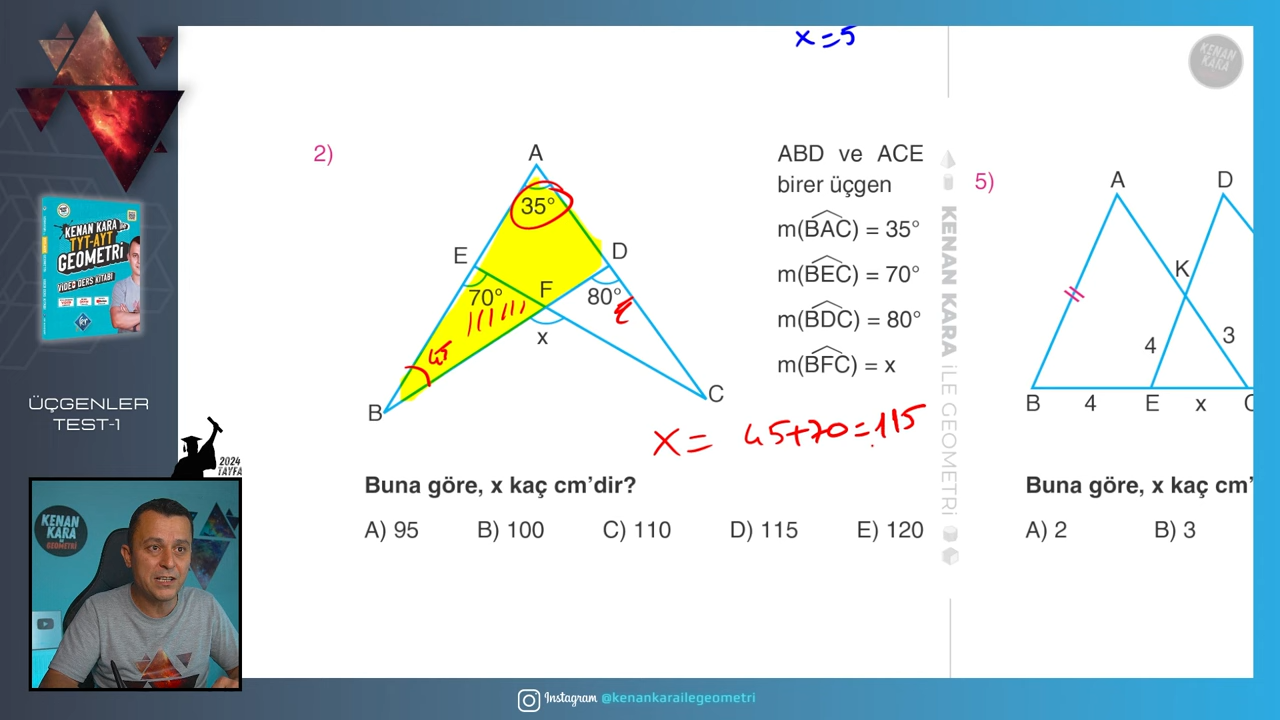 x=5
KENAN
KARA
2)
A
35°
E
D
70°
F
80°
x
45
B
C
ABD ve ACE
birer üçgen
m(BAC) = 35°
m(BEC) = 70°
m(BDC) = 80°
m(BFC) = x
x = 45+70=115
Buna göre, x kaç cm'dir?
A) 95 B) 100 C) 110 D) 115 E) 120
KENAN KARA İLE GEOMETRİ
5)
A
D
K
4
3
B
4
E
x
Buna göre, x kaç cm'
A) 2 B) 3
KENAN KARA
TYT-AYT
GEOMETRİ
VİDEO DERS KİTABI
ÜÇGENLER
TEST-1
2024
TAYFA
KENAN
KARA
GEOMETRİ
Instagram @kenankarailegeometri